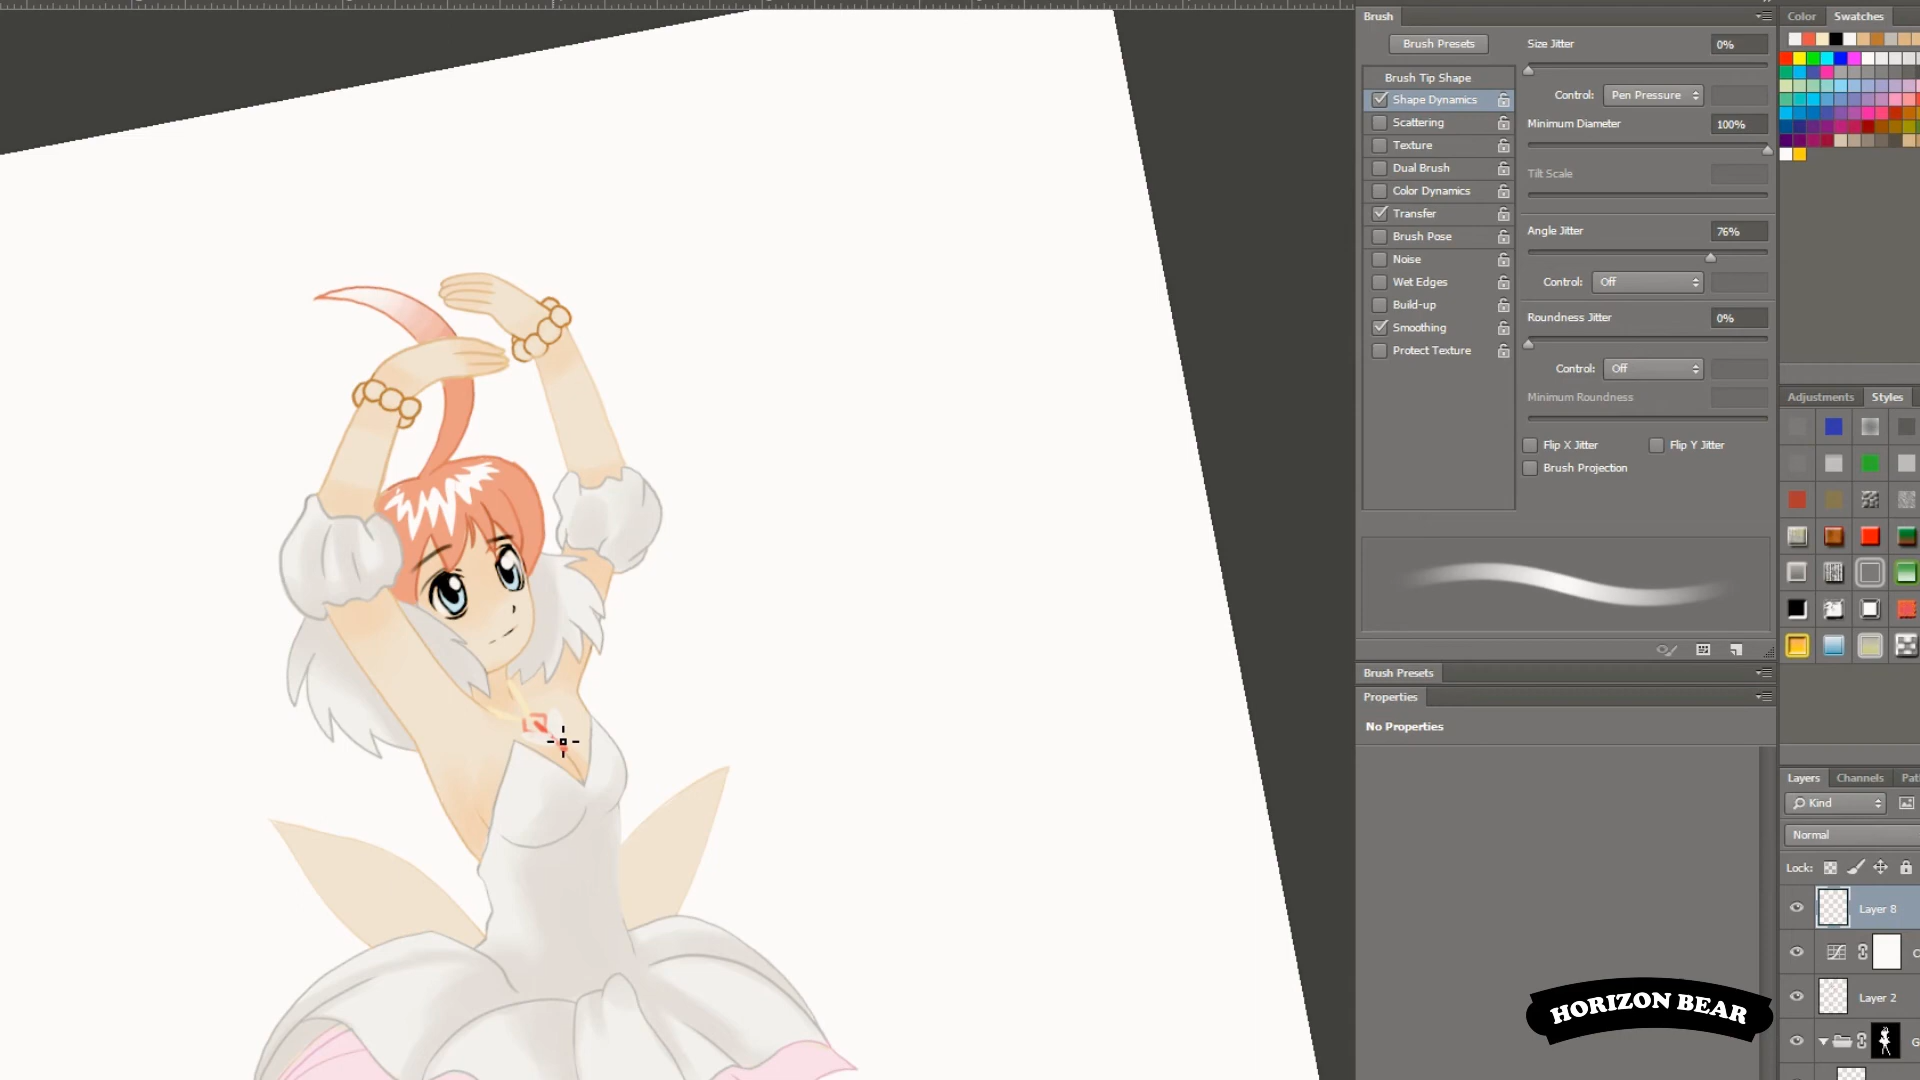 Brush
Color
Swatches
Brush Presets
Size Jitter
0%
Brush Tip Shape
Control:
Pen Pressure
Shape Dynamics
Scattering
Minimum Diameter
100%
Texture
Dual Brush
Tilt Scale
Color Dynamics
Transfer
Angle Jitter
76%
Brush Pose
Noise
Control:
Off
Wet Edges
Build-up
Roundness Jitter
0%
Smoothing
Protect Texture
Control:
Off
Minimum Roundness
Adjustments
Styles
Flip X Jitter
Flip Y Jitter
Brush Projection
Brush Presets
Properties
No Properties
Layers
Channels
Pat
Kind
Normal
Lock:
Layer 8
C
Layer 2
G
HORIZON BEAR